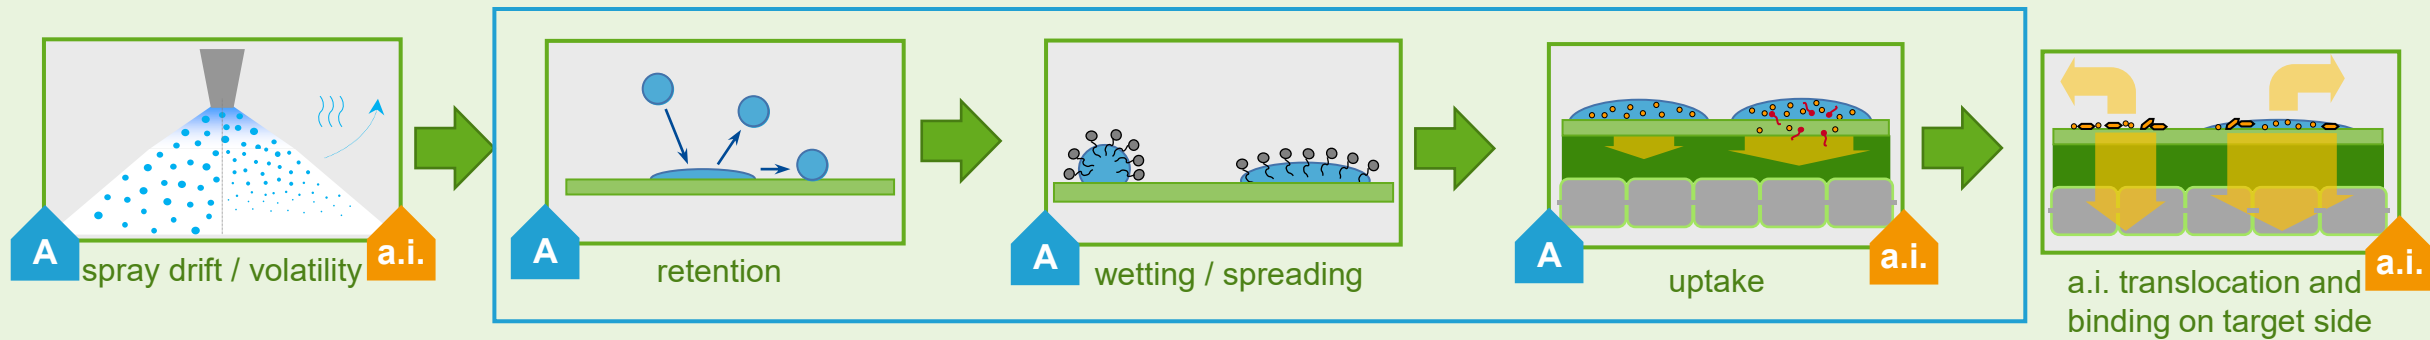 A
a.i.
spray drift / volatility
A
retention
A
wetting / spreading
A
a.i.
uptake
a.i.
a.i. translocation and
binding on target side